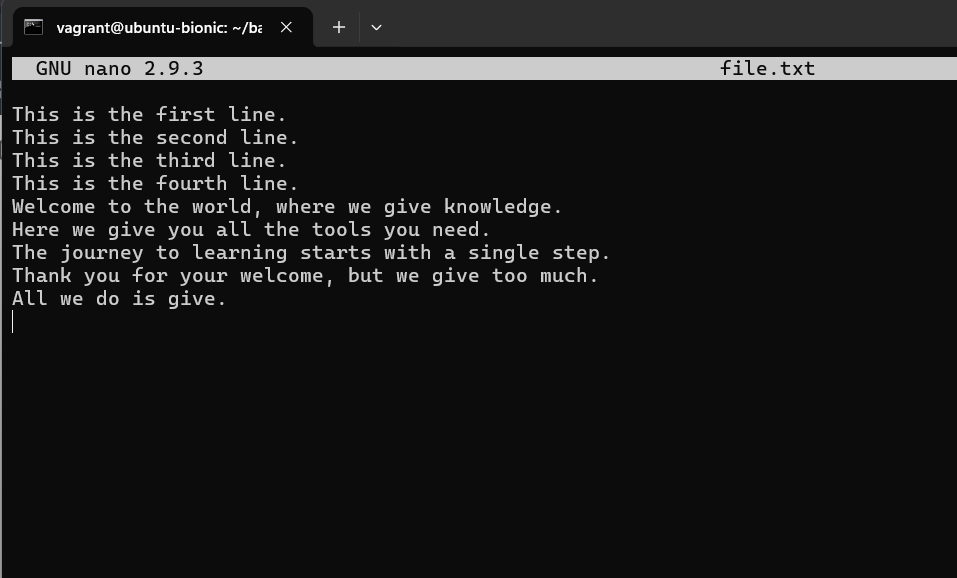 vagrant@ubuntu-bionic: ~/ba
GNU nano 2.9.3 file.txt
This is the first line.
This is the second line.
This is the third line.
This is the fourth line.
Welcome to the world, where we give knowledge.
Here we give you all the tools you need.
The journey to learning starts with a single step.
Thank you for your welcome, but we give too much.
All we do is give.